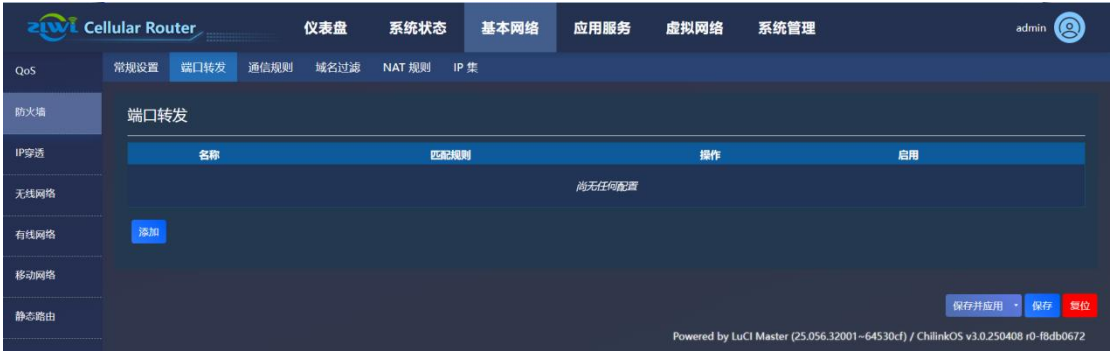 ZLWL Cellular Router 仪表盘 系统状态 基本网络 应用服务 虚拟网络 系统管理 admin
QoS 常规设置 端口转发 通信规则 域名过滤 NAT 规则 IP 集
防火墙 端口转发
IP穿透 名称 匹配规则 操作 启用
无线网络 尚无任何配置
有线网络 添加
移动网络
静态路由 保存并应用 保存 复位
Powered by LuCI Master (25.056.32001~64530cf) / ChilinkOS v3.0.250408 r0-f8db0672